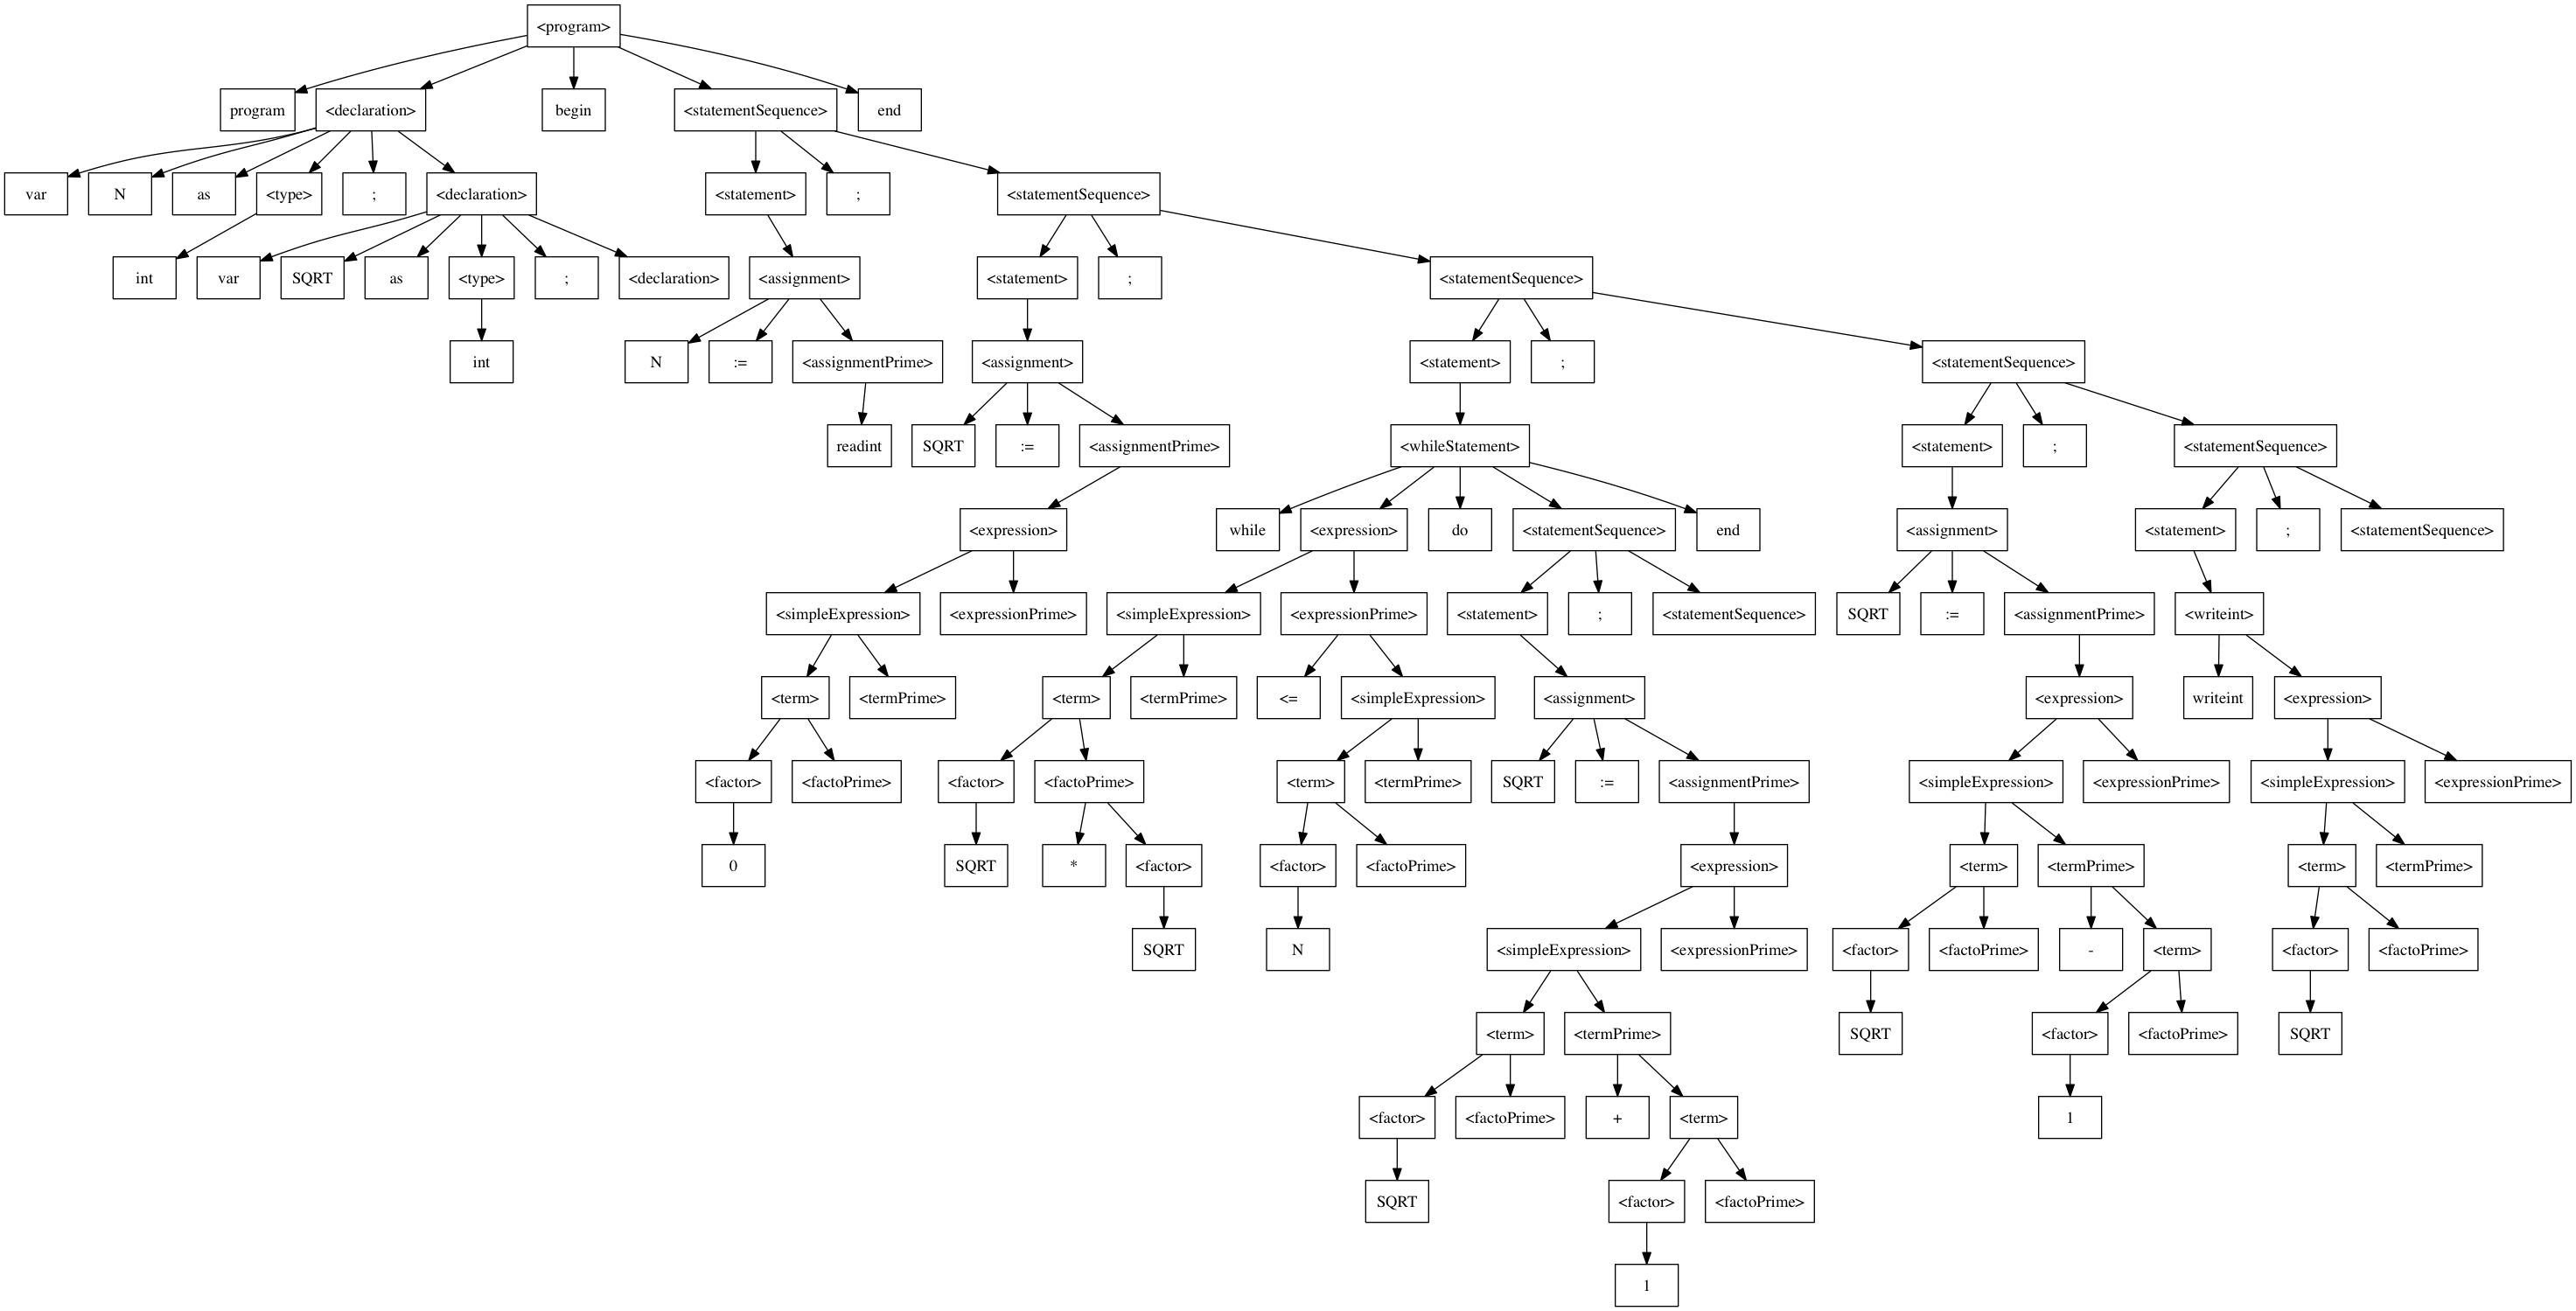 <program>
program <declaration> begin <statementSequence> end
var N as <type> ; <declaration> <statement> ; <statementSequence>
int var SQRT as <type> ; <declaration> <assignment> <statement> ; <statementSequence>
int N := <assignmentPrime> <assignment> <statement> ; <statementSequence>
readint SQRT := <assignmentPrime> <whileStatement> <statement> ; <statementSequence>
<expression> while <expression> do <statementSequence> end <assignment> <statement> ; <statementSequence>
<simpleExpression> <expressionPrime> <simpleExpression> <expressionPrime> <statement> ; <statementSequence> SQRT := <assignmentPrime> <writeint>
<term> <termPrime> <term> <termPrime> <= <simpleExpression> <assignment> <expression> writeint <expression>
<factor> <factoPrime> <factor> <factoPrime> <term> <termPrime> SQRT := <assignmentPrime> <simpleExpression> <expressionPrime> <simpleExpression> <expressionPrime>
0 SQRT * <factor> <factor> <factoPrime> <expression> <term> <termPrime> <term> <termPrime>
SQRT N <simpleExpression> <expressionPrime> <factor> <factoPrime> - <term> <factor> <factoPrime>
<term> <termPrime> SQRT <factor> <factoPrime> SQRT
<factor> <factoPrime> + <term> 1
SQRT <factor> <factoPrime>
1